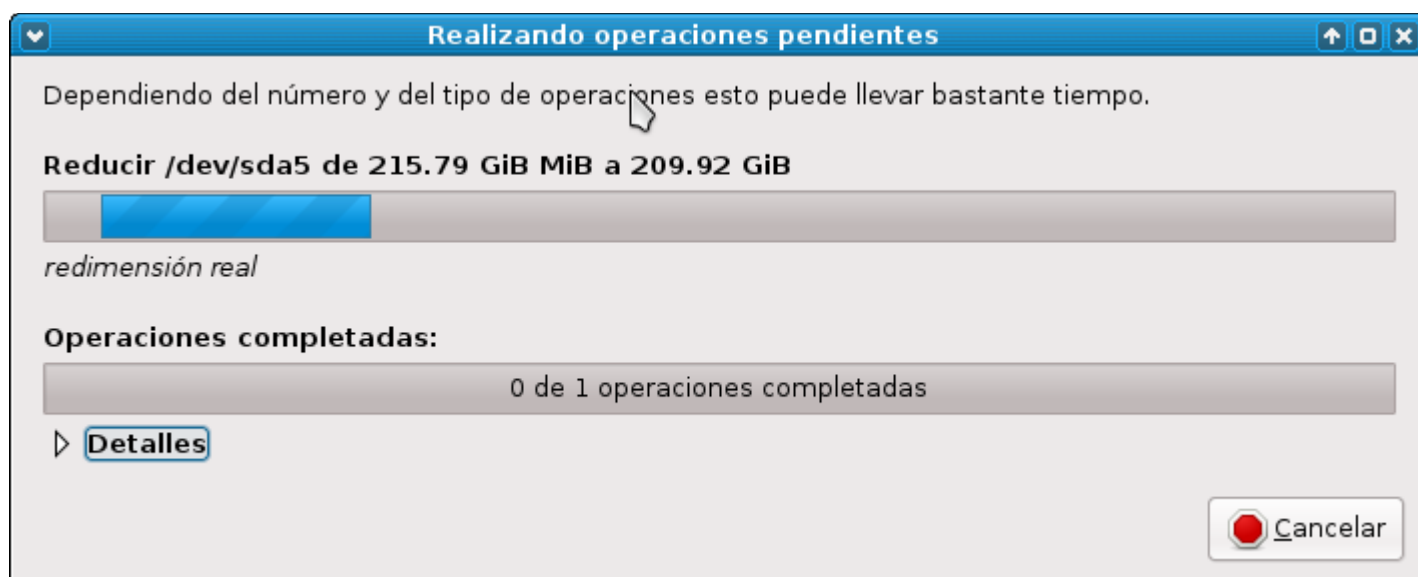 Realizando operaciones pendientes
Dependiendo del número y del tipo de operaciones esto puede llevar bastante tiempo.
Reducir /dev/sda5 de 215.79 GiB MiB a 209.92 GiB
redimensión real
Operaciones completadas:
0 de 1 operaciones completadas
Detalles
Cancelar